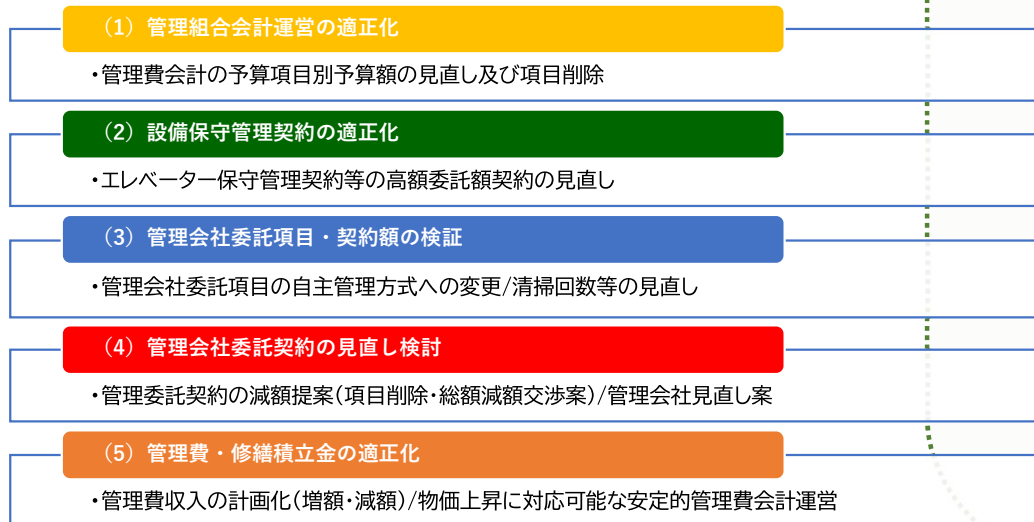 （1）管理組合会計運営の適正化
・管理費会計の予算項目別予算額の見直し及び項目削除
（2）設備保守管理契約の適正化
・エレベーター保守管理契約等の高額委託額契約の見直し
（3）管理会社委託項目・契約額の検証
・管理会社委託項目の自主管理方式への変更/清掃回数等の見直し
（4）管理会社委託契約の見直し検討
・管理委託契約の減額提案（項目削除・総額減額交渉案）/管理会社見直し案
（5）管理費・修繕積立金の適正化
・管理費収入の計画化（増額・減額）/物価上昇に対応可能な安定的管理費会計運営